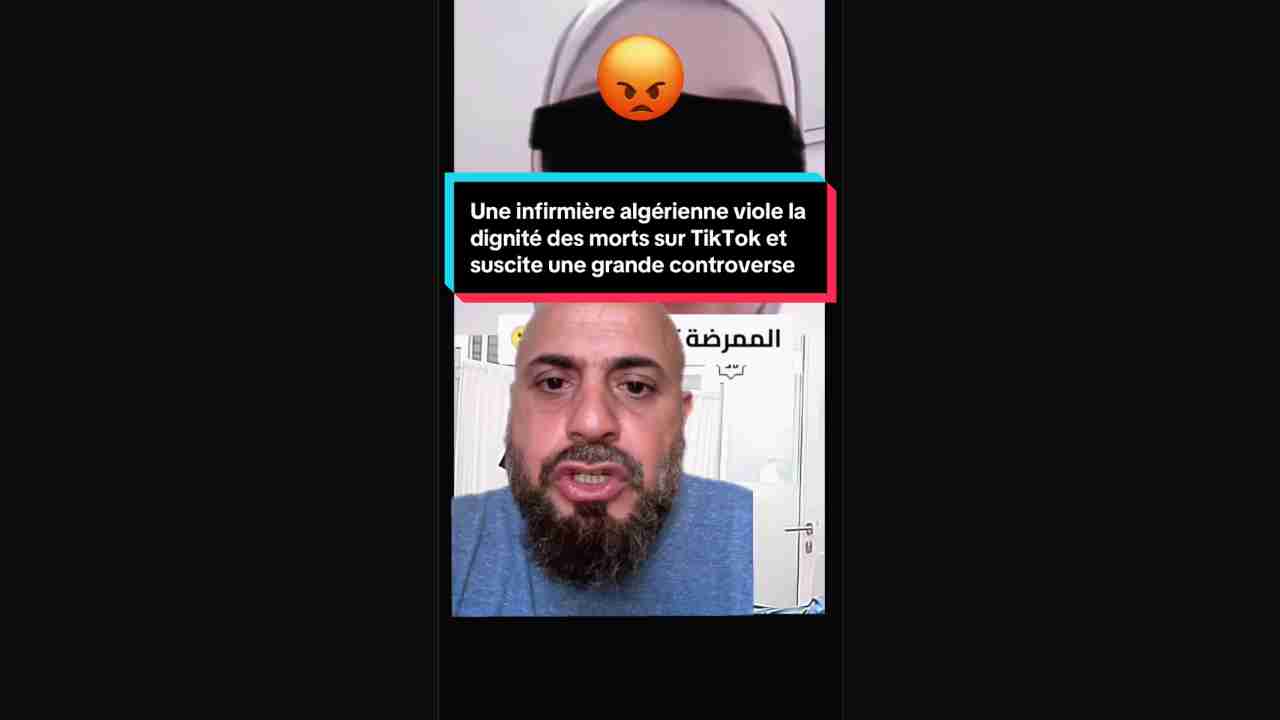 Une infirmière algérienne viole la
dignité des morts sur TikTok et
suscite une grande controverse
الممرضة